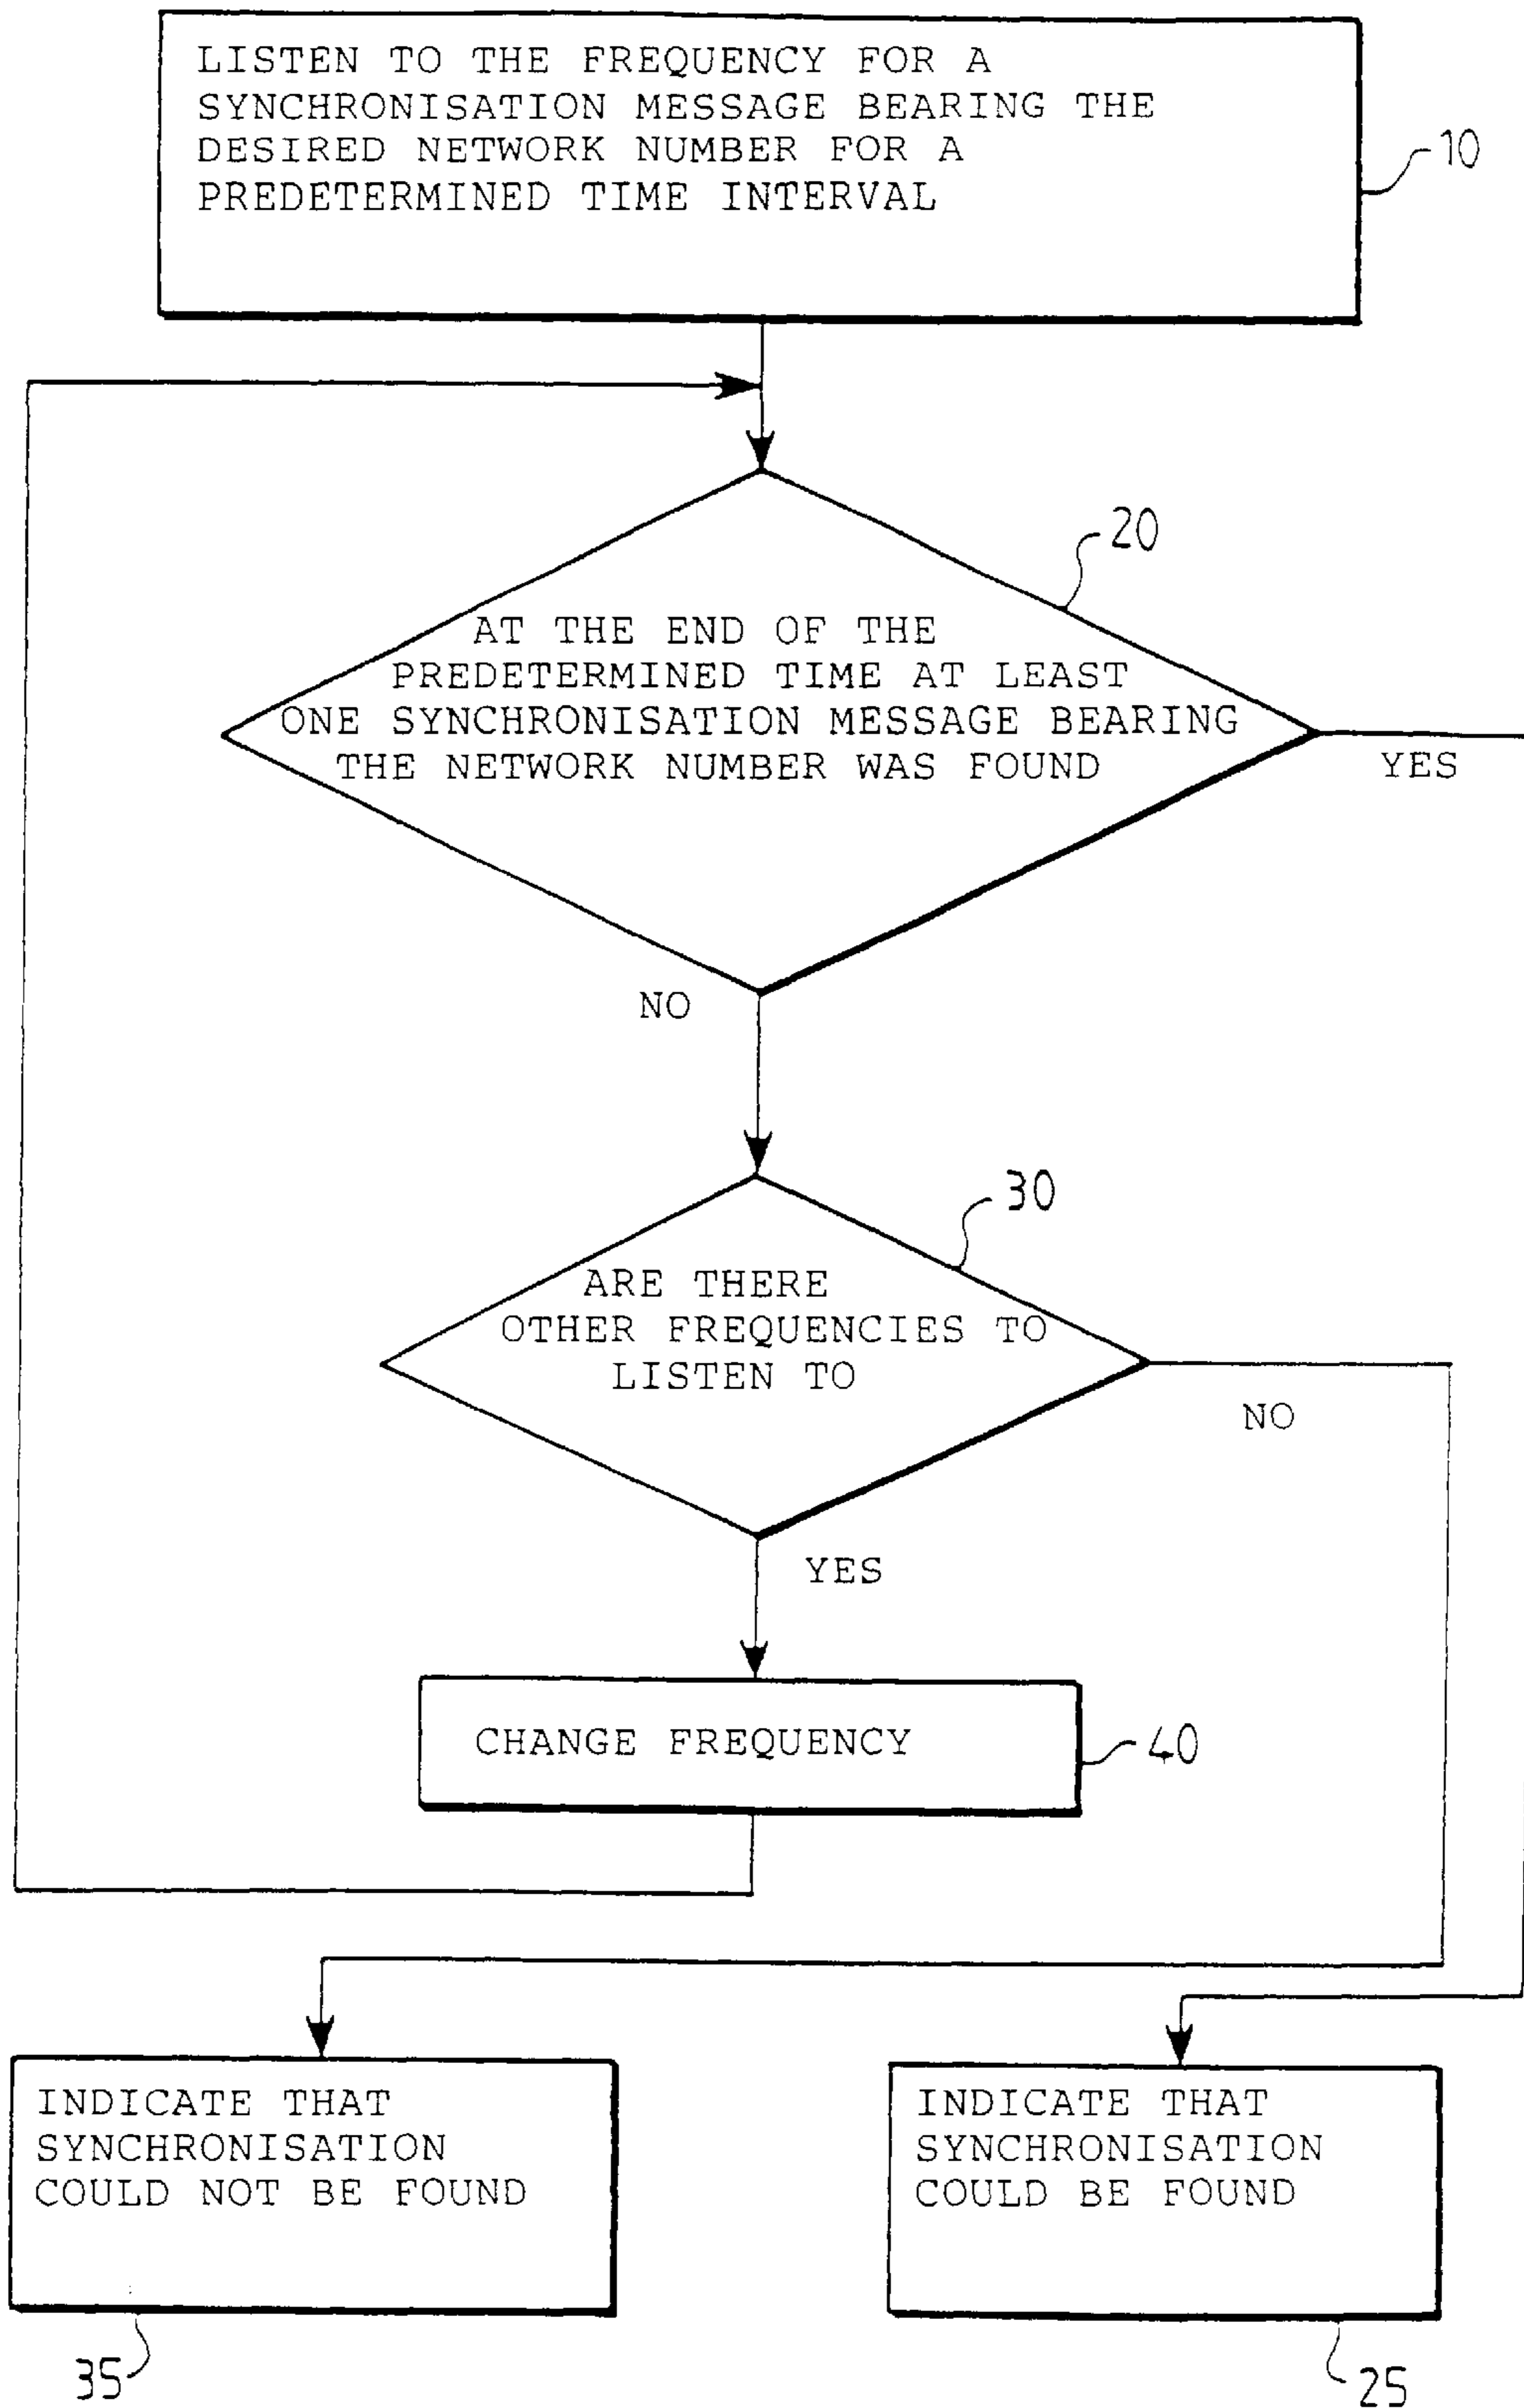 LISTEN TO THE FREQUENCY FOR A
SYNCHRONISATION MESSAGE BEARING THE
DESIRED NETWORK NUMBER FOR A
PREDETERMINED TIME INTERVAL
10
20
AT THE END OF THE
PREDETERMINED TIME AT LEAST
ONE SYNCHRONISATION MESSAGE BEARING
THE NETWORK NUMBER WAS FOUND
YES
NO
30
ARE THERE
OTHER FREQUENCIES TO
LISTEN TO
NO
YES
CHANGE FREQUENCY
40
INDICATE THAT
SYNCHRONISATION
COULD NOT BE FOUND
35
INDICATE THAT
SYNCHRONISATION
COULD BE FOUND
25